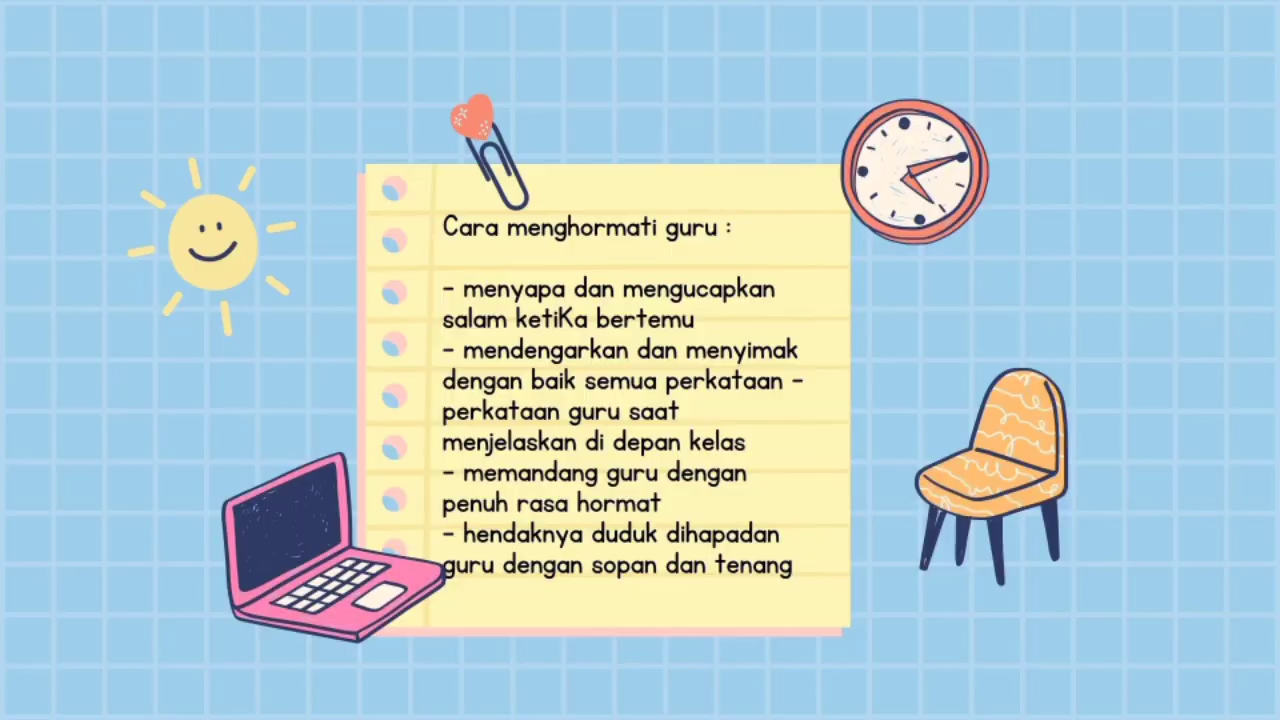 Cara menghormati guru :
- menyapa dan mengucapkan
salam ketiKa bertemu
- mendengarkan dan menyimak
dengan baik semua perkataan -
perkataan guru saat
menjelaskan di depan kelas
- memandang guru dengan
penuh rasa hormat
- hendaknya duduk dihapadan
guru dengan sopan dan tenang